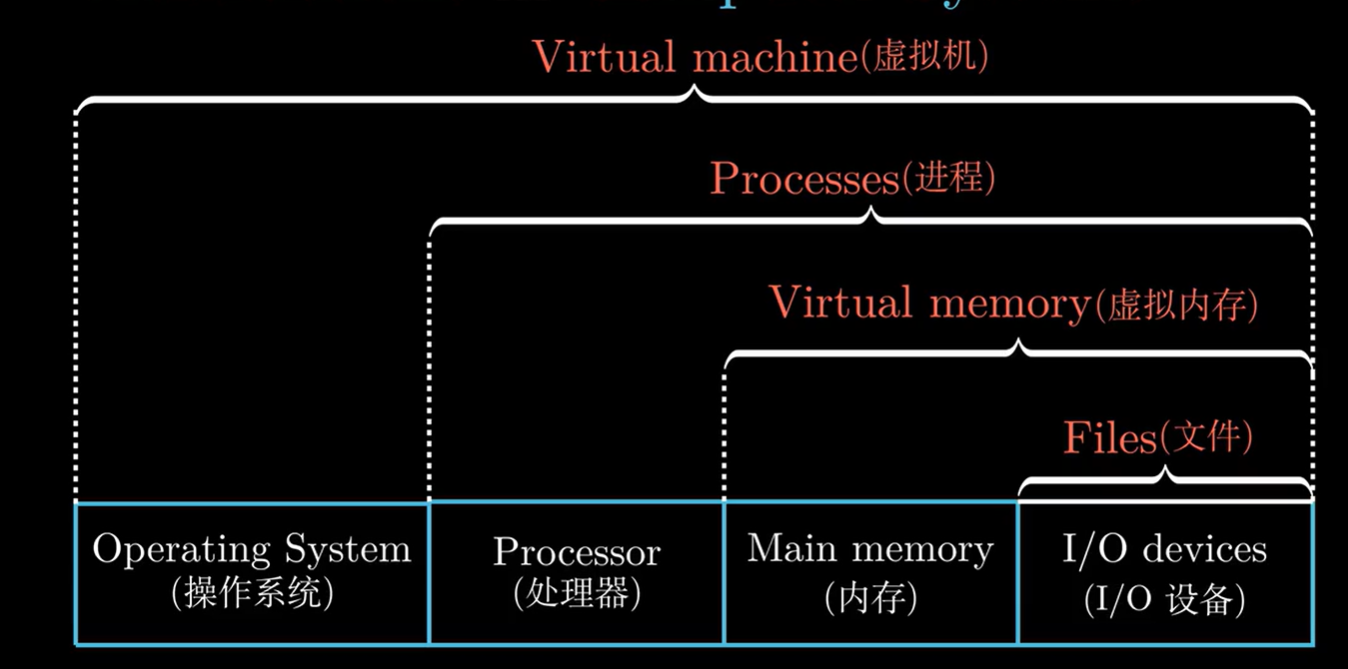 Virtual machine(虚拟机)
Processes(进程)
Virtual memory(虚拟内存)
Files(文件)
Operating System
(操作系统)
Processor
(处理器)
Main memory
(内存)
I/O devices
(I/O 设备)